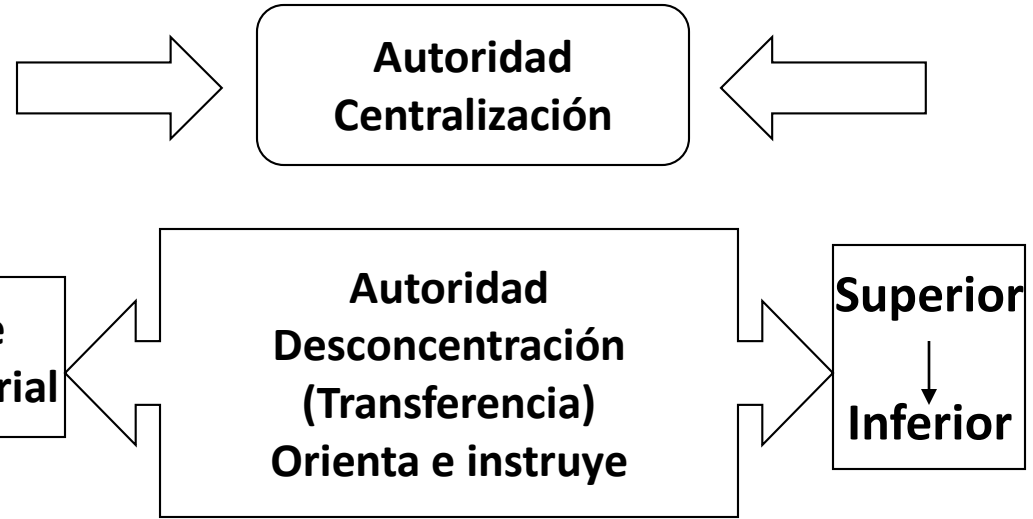 Autoridad
Centralización
Autoridad
Desconcentración
(Transferencia)
Orienta e instruye
Superior
Inferior